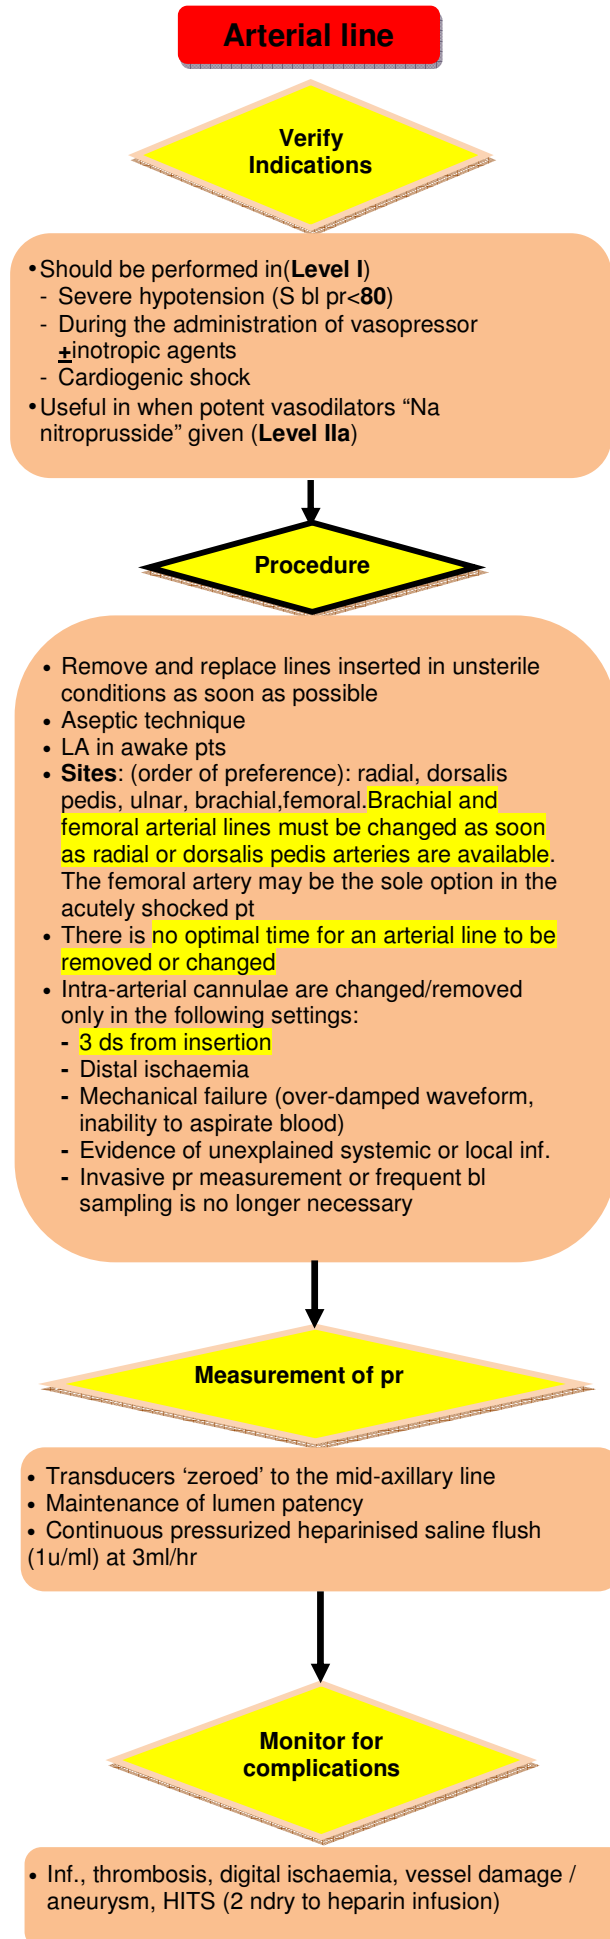 Arterial line
Verify
Indications
•Should be performed in(Level I)
- Severe hypotension (S bl pr<80)
- During the administration of vasopressor
+inotropic agents
- Cardiogenic shock
•Useful in when potent vasodilators “Na
nitroprusside” given (Level IIa)
Procedure
• Remove and replace lines inserted in unsterile
conditions as soon as possible
• Aseptic technique
• LA in awake pts
• Sites: (order of preference): radial, dorsalis
pedis, ulnar, brachial,femoral.Brachial and
femoral arterial lines must be changed as soon
as radial or dorsalis pedis arteries are available.
The femoral artery may be the sole option in the
acutely shocked pt
• There is no optimal time for an arterial line to be
removed or changed
• Intra-arterial cannulae are changed/removed
only in the following settings:
- 3 ds from insertion
- Distal ischaemia
- Mechanical failure (over-damped waveform,
inability to aspirate blood)
- Evidence of unexplained systemic or local inf.
- Invasive pr measurement or frequent bl
sampling is no longer necessary
Measurement of pr
• Transducers ‘zeroed’ to the mid-axillary line
• Maintenance of lumen patency
• Continuous pressurized heparinised saline flush
(1u/ml) at 3ml/hr
Monitor for
complications
• Inf., thrombosis, digital ischaemia, vessel damage /
aneurysm, HITS (2 ndry to heparin infusion)